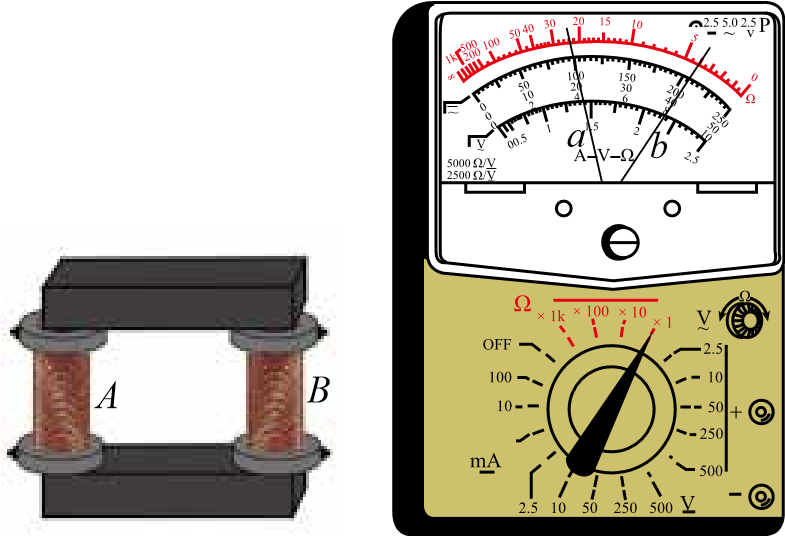 A
B
2.5 5.0 2.5
– ~ V P
1k 500 200 100 50 40 30 20 15 10 5 0
∞
Ω
0 50 100 150 200 250
0 10 20 30 40 50
0 2 4 6 8 10
0 0.5 1 1.5 2 2.5
V
~
a
b
A–V–Ω
5000 Ω/V
2500 Ω/V
Ω × 1k × 100 × 10 × 1
Ω
V
~
OFF
100
10
mA
2.5
10
50
250
500
+
–
2.5 10 50 250 500 V